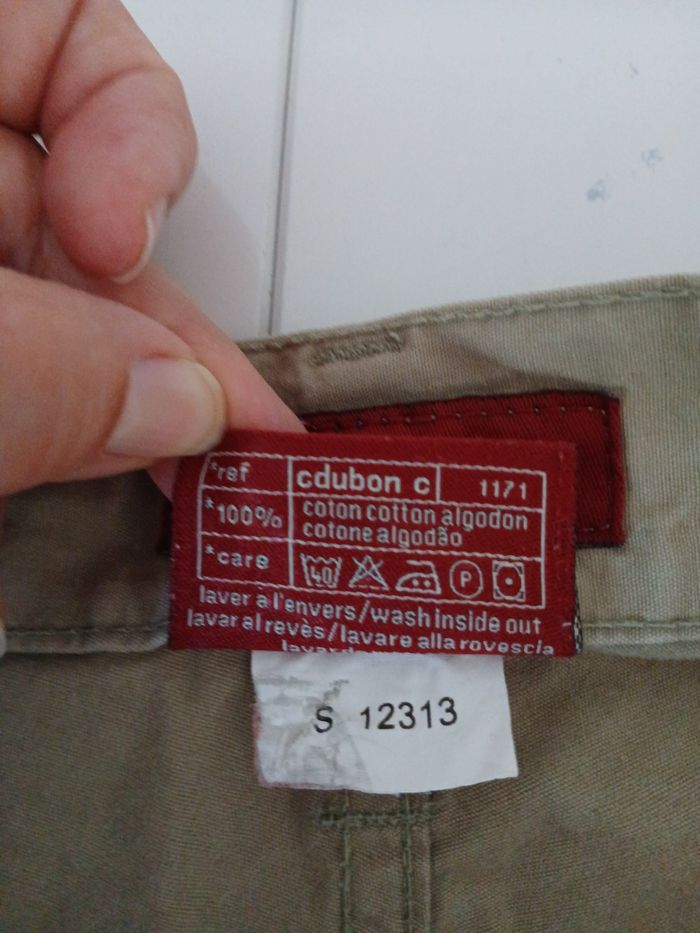 *ref cdubon c 1171
*100% coton cotton algodon
cotone algodão
*care 40 P
laver a l'envers/wash inside out
lavar al revès/lavare alla rovescia
S 12313